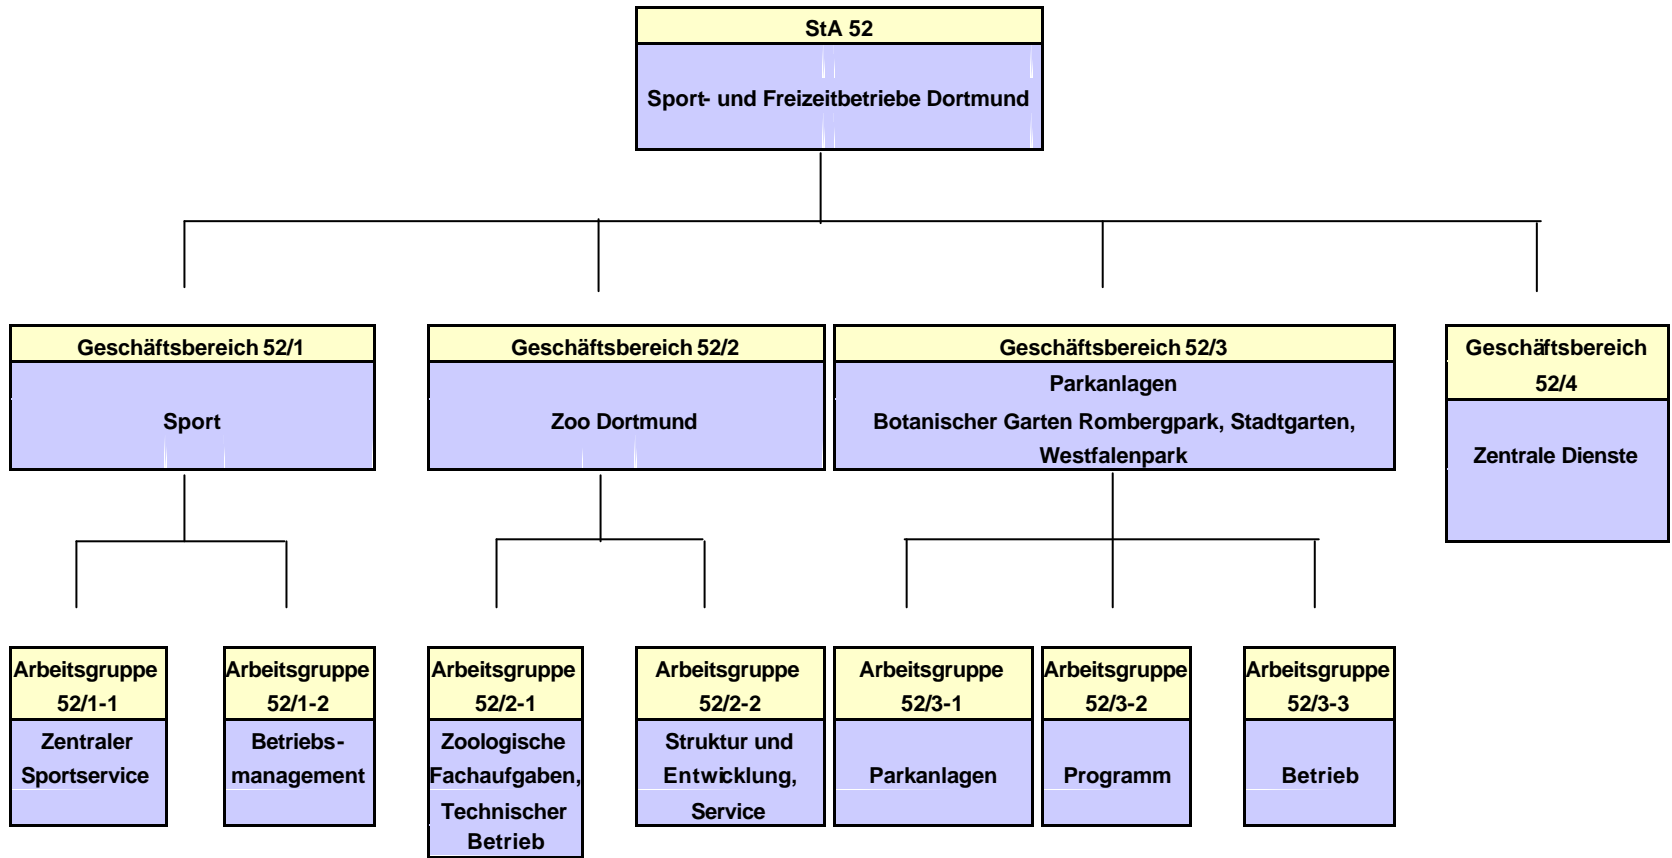 StA 52
Sport- und Freizeitbetriebe Dortmund
Geschäftsbereich 52/1
Sport
Geschäftsbereich 52/2
Zoo Dortmund
Geschäftsbereich 52/3
Parkanlagen
Botanischer Garten Rombergpark, Stadtgarten,
Westfalenpark
Geschäftsbereich
52/4
Zentrale Dienste
Arbeitsgruppe
52/1-1
Zentraler
Sportservice
Arbeitsgruppe
52/1-2
Betriebs-
management
Arbeitsgruppe
52/2-1
Zoologische
Fachaufgaben,
Technischer
Betrieb
Arbeitsgruppe
52/2-2
Struktur und
Entwicklung,
Service
Arbeitsgruppe
52/3-1
Parkanlagen
Arbeitsgruppe
52/3-2
Programm
Arbeitsgruppe
52/3-3
Betrieb